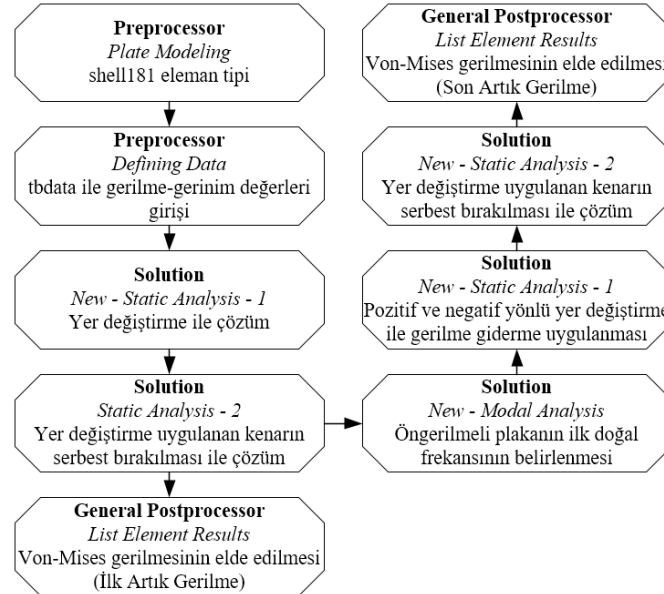 Preprocessor
Plate Modeling
shell181 eleman tipi
Preprocessor
Defining Data
tbdata ile gerilme-gerinim değerleri
girişi
Solution
New - Static Analysis - 1
Yer değiştirme ile çözüm
Solution
Static Analysis - 2
Yer değiştirme uygulanan kenarın
serbest bırakılması ile çözüm
General Postprocessor
List Element Results
Von-Mises gerilmesinin elde edilmesi
(İlk Artık Gerilme)
General Postprocessor
List Element Results
Von-Mises gerilmesinin elde edilmesi
(Son Artık Gerilme)
Solution
New - Static Analysis - 2
Yer değiştirme uygulanan kenarın
serbest bırakılması ile çözüm
Solution
New - Static Analysis - 1
Pozitif ve negatif yönlü yer değiştirme
ile gerilme giderme uygulanması
Solution
New - Modal Analysis
Öngerilmeli plakanın ilk doğal
frekansının belirlenmesi